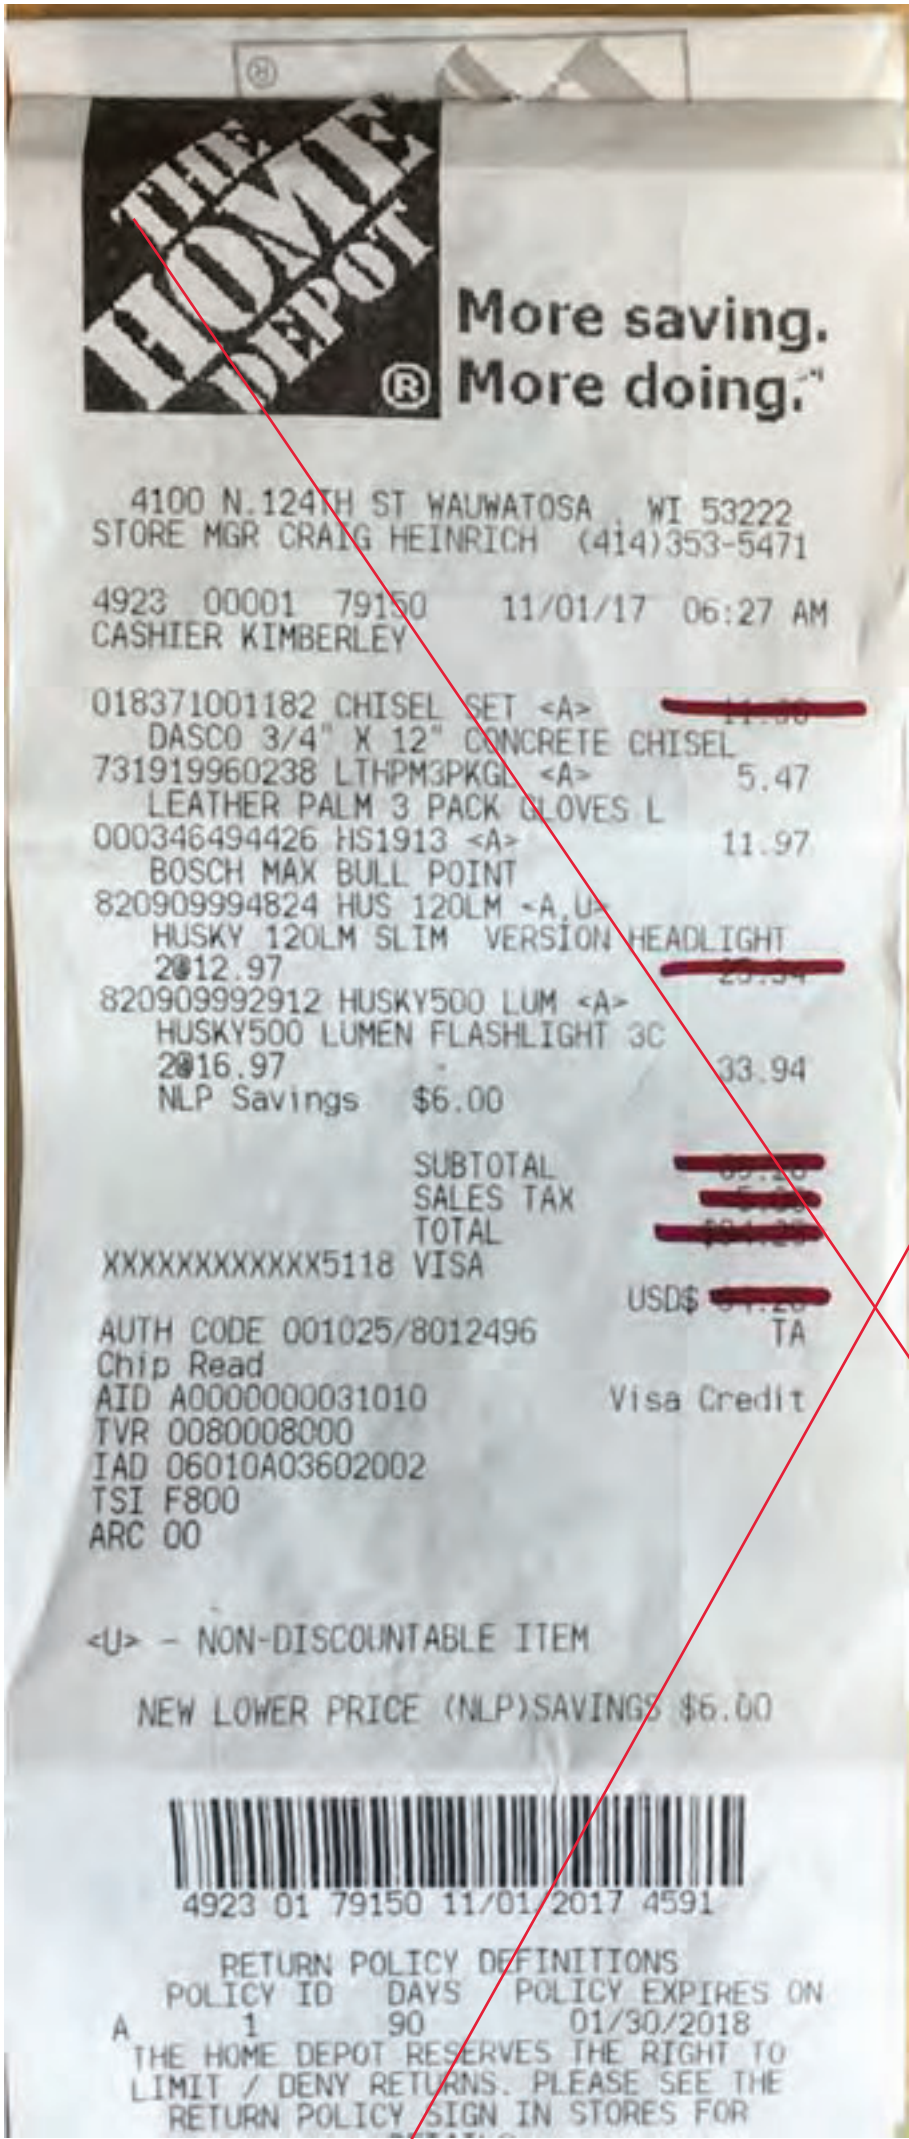 THE
HOME
DEPOT
®
More saving.
More doing.
4100 N.124TH ST WAUWATOSA, WI 53222
STORE MGR CRAIG HEINRICH (414)353-5471
4923 00001 79150 11/01/17 06:27 AM
CASHIER KIMBERLEY
018371001182 CHISEL SET <A>
DASCO 3/4" X 12" CONCRETE CHISEL
731919960238 LTHPM3PKGL <A> 5.47
LEATHER PALM 3 PACK GLOVES L
000346494426 HS1913 <A> 11.97
BOSCH MAX BULL POINT
820909994824 HUS 120LM <A,U>
HUSKY 120LM SLIM VERSION HEADLIGHT
2@12.97
820909992912 HUSKY500 LUM <A>
HUSKY500 LUMEN FLASHLIGHT 3C
2@16.97 33.94
NLP Savings $6.00
SUBTOTAL
SALES TAX
TOTAL
XXXXXXXXXXXX5118 VISA
USD$
AUTH CODE 001025/8012496 TA
Chip Read
AID A0000000031010 Visa Credit
TVR 0080008000
IAD 06010A03602002
TSI F800
ARC 00
<U> - NON-DISCOUNTABLE ITEM
NEW LOWER PRICE (NLP)SAVINGS $6.00
4923 01 79150 11/01/2017 4591
RETURN POLICY DEFINITIONS
POLICY ID DAYS POLICY EXPIRES ON
A 1 90 01/30/2018
THE HOME DEPOT RESERVES THE RIGHT TO
LIMIT / DENY RETURNS. PLEASE SEE THE
RETURN POLICY SIGN IN STORES FOR